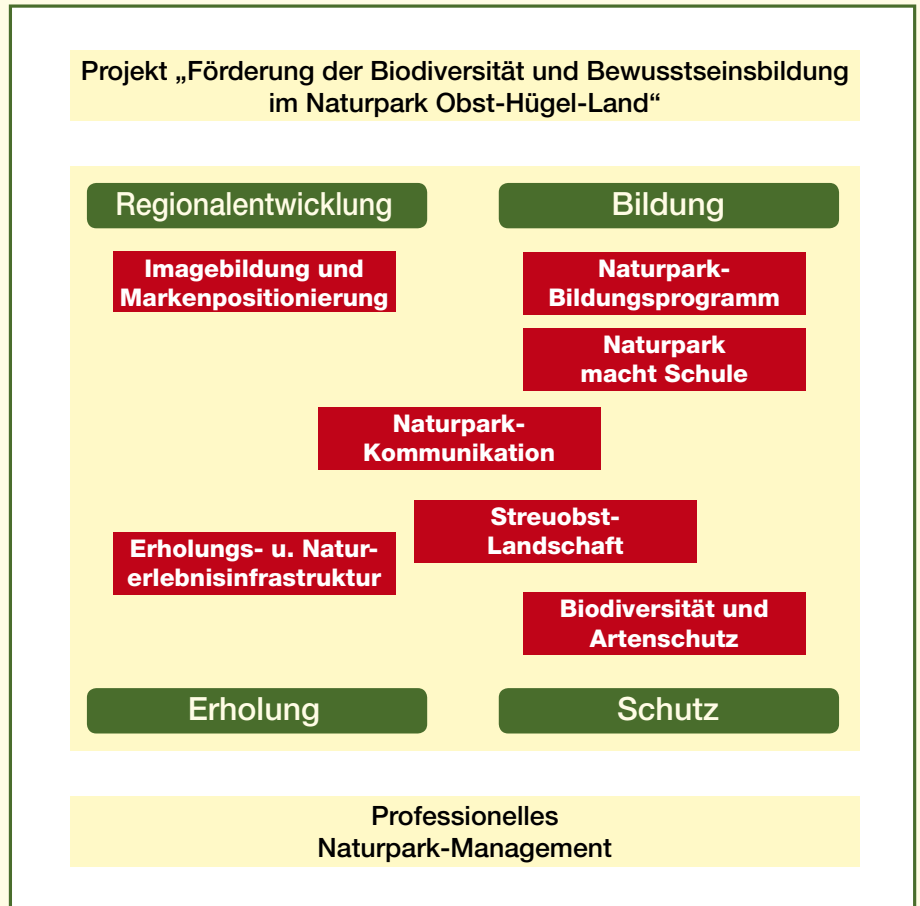 Projekt „Förderung der Biodiversität und Bewusstseinsbildung
im Naturpark Obst-Hügel-Land“
Regionalentwicklung
Bildung
Imagebildung und
Markenpositionierung
Naturpark-
Bildungsprogramm
Naturpark
macht Schule
Naturpark-
Kommunikation
Streuobst-
Landschaft
Erholungs- u. Natur-
erlebnisinfrastruktur
Biodiversität und
Artenschutz
Erholung
Schutz
Professionelles
Naturpark-Management